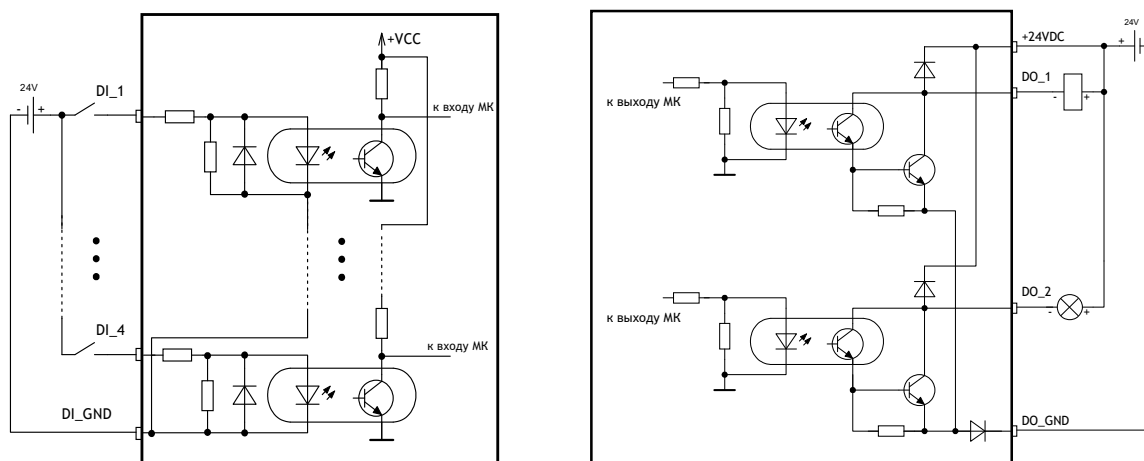 24V
-
+
DI_1
+VCC
к входу МК
DI_4
к входу МК
DI_GND
+24VDC
24V
+
DO_1
-
+
к выходу МК
DO_2
-
+
к выходу МК
DO_GND